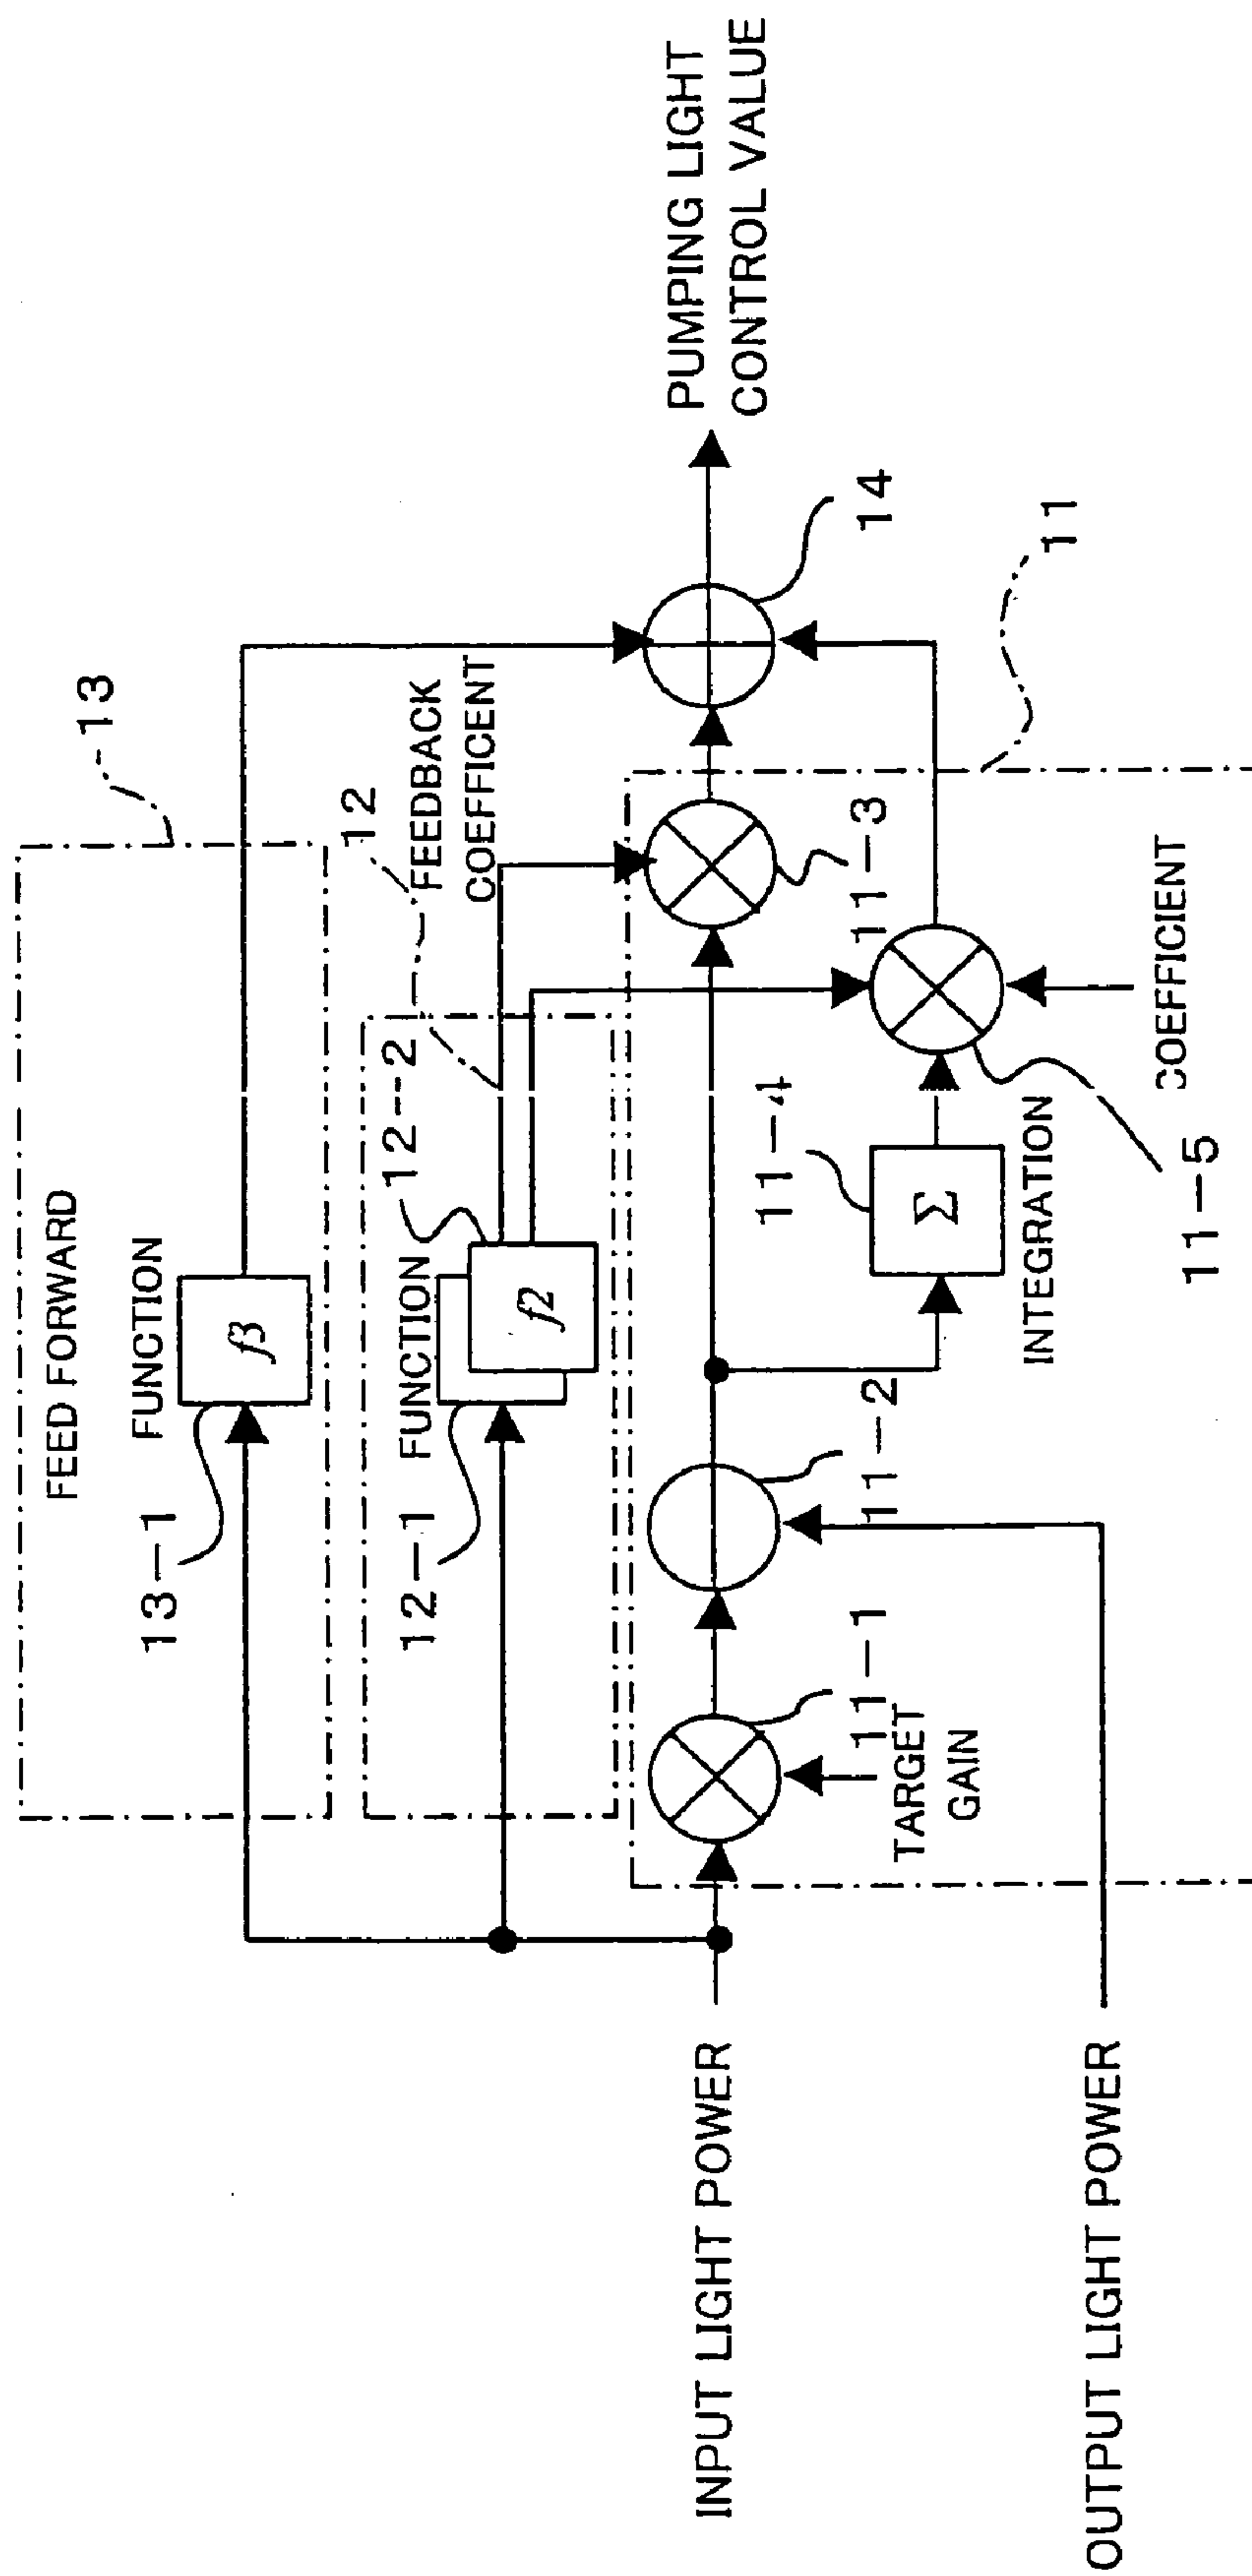 13
FEED FORWARD
FUNCTION
f3
13-1
12
FEEDBACK
COEFFICENT
12--2
FUNCTION
f2
12-1
PUMPING LIGHT
CONTROL VALUE
14
11
11-3
11-4
Σ
INTEGRATION
11-5
COEFFICIENT
11-2
11-1
TARGET
GAIN
INPUT LIGHT POWER
OUTPUT LIGHT POWER